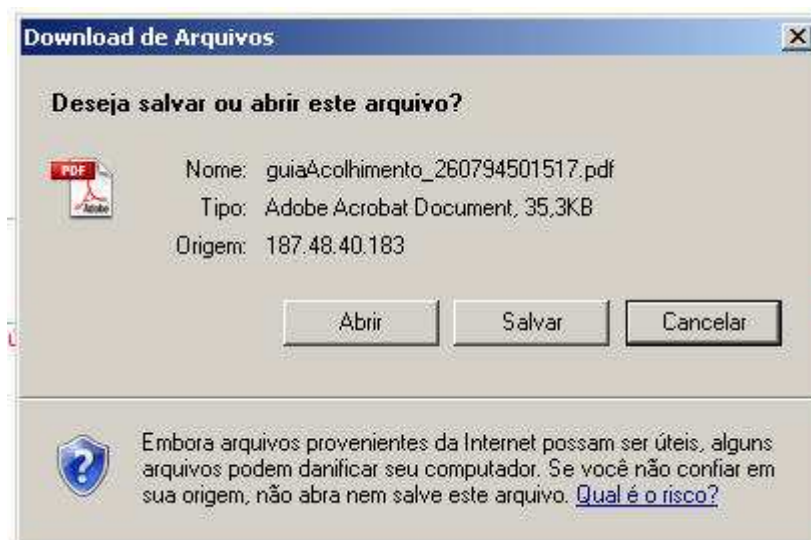 Download de Arquivos
Deseja salvar ou abrir este arquivo?
PDF
Adobe
Nome: guiaAcolhimento_260794501517.pdf
Tipo: Adobe Acrobat Document, 35,3KB
Origem: 187.48.40.183
Abrir Salvar Cancelar
Embora arquivos provenientes da Internet possam ser úteis, alguns
arquivos podem danificar seu computador. Se você não confiar em
sua origem, não abra nem salve este arquivo. Qual é o risco?